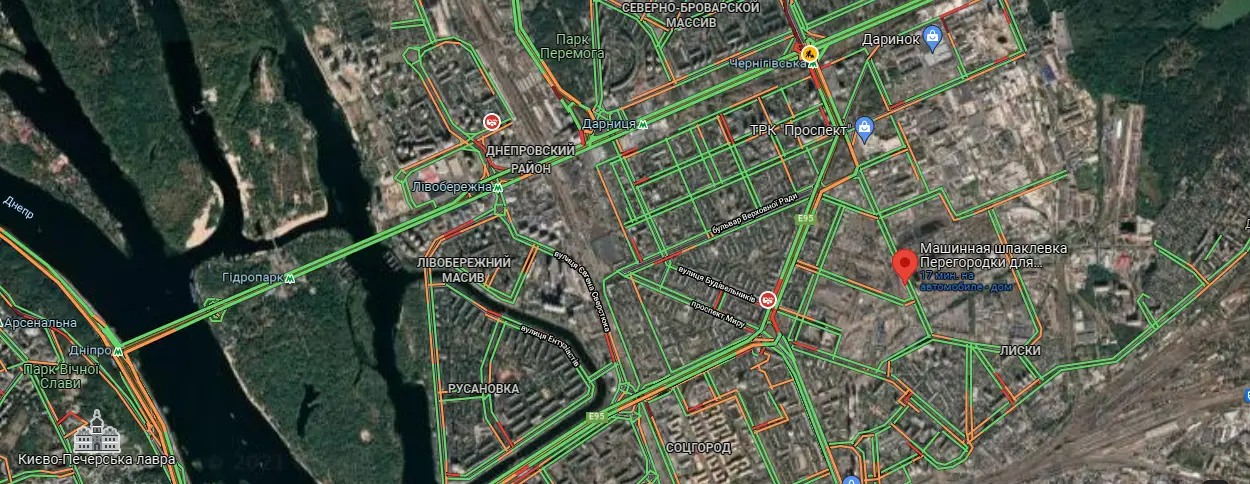 СЕВЕРНО-БРОВАРСКОЙ
МАССИВ
Парк
Перемога
Даринок
Чернігівська
Дарниця
ТРК "Проспект"
ДНЕПРОВСКИЙ
РАЙОН
Лівобережна
Днепр
бульвар Верховної Ради
E95
ЛІВОБЕРЕЖНИЙ
МАСИВ
Гідропарк
вулиця Євгена Сверстюка
вулиця Будівельників
проспект Миру
Машинная шпаклевка
Перегородки для...
17 мин. на
автомобиле - дом
Арсенальна
Дніпро
вулиця Ентузіастів
ЛИСКИ
Парк Вічної
Слави
РУСАНОВКА
E95
СОЦГОРОД
Києво-Печерська лавра